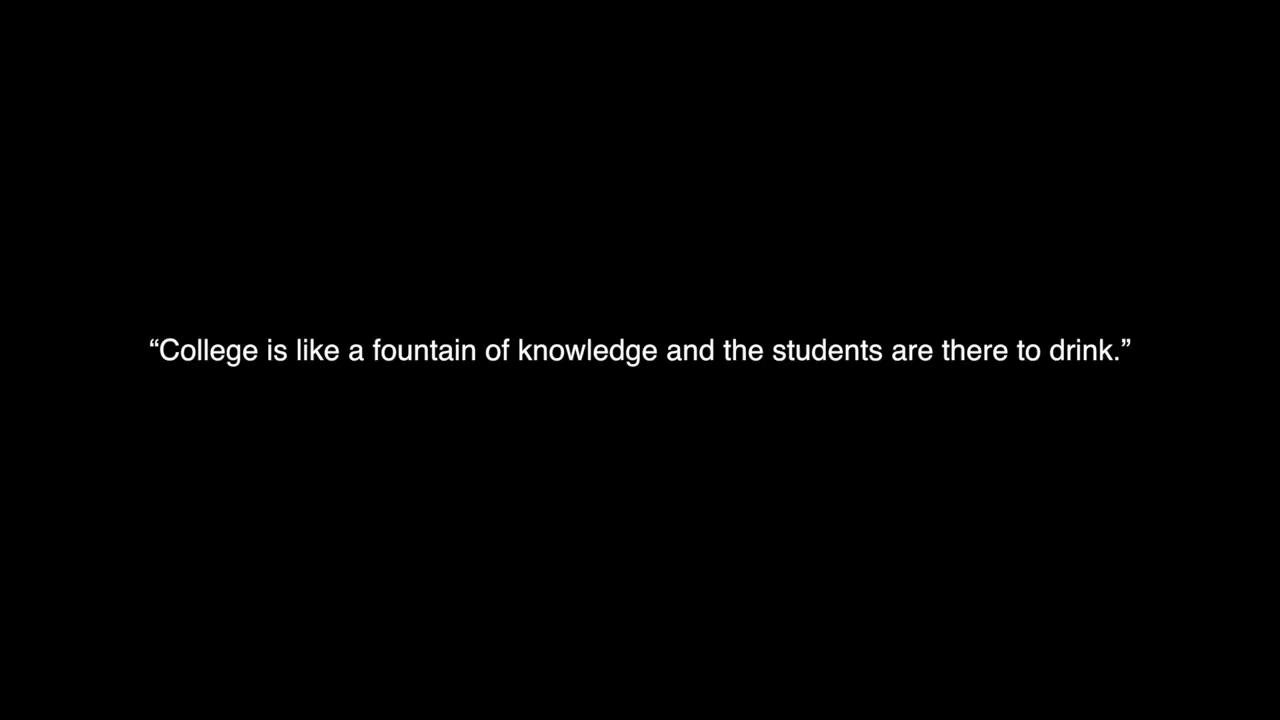 “College is like a fountain of knowledge and the students are there to drink.”